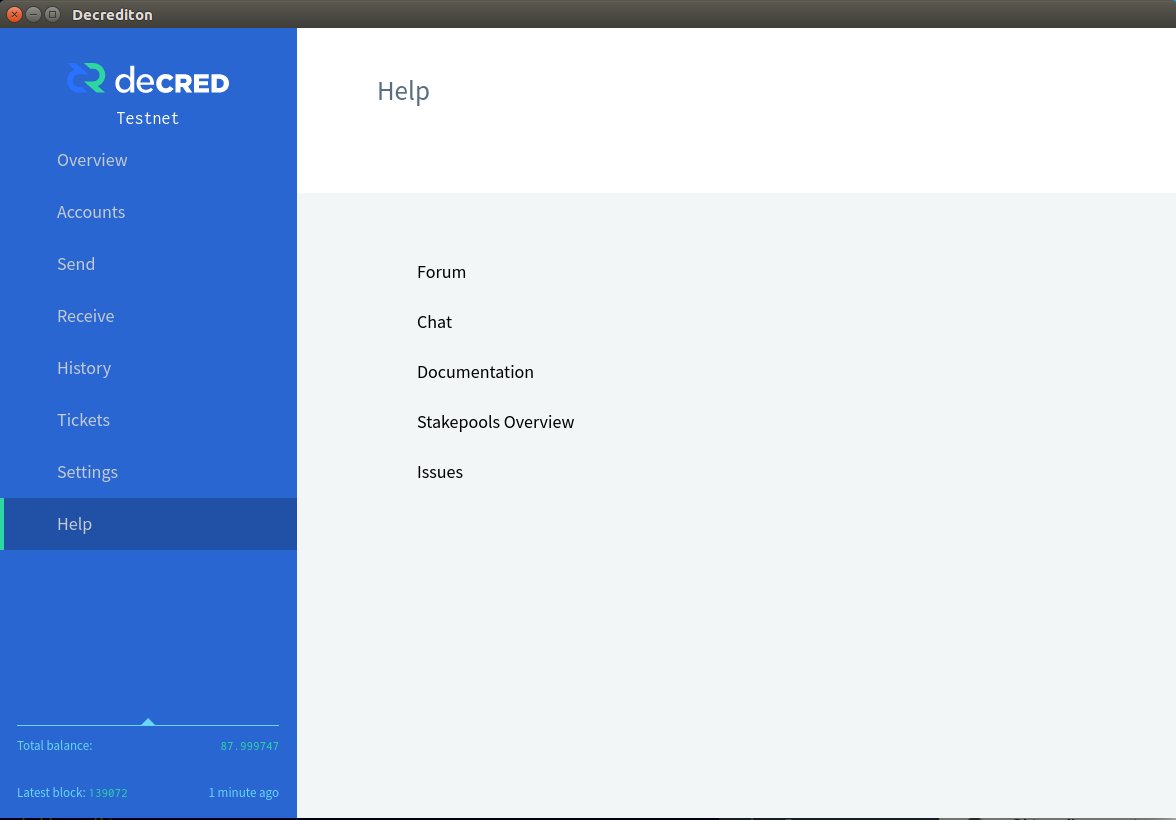 Decrediton
decred
Testnet
Overview
Accounts
Send
Receive
History
Tickets
Settings
Help
Total balance: 87.999747
Latest block: 139072 1 minute ago
Help
Forum
Chat
Documentation
Stakepools Overview
Issues